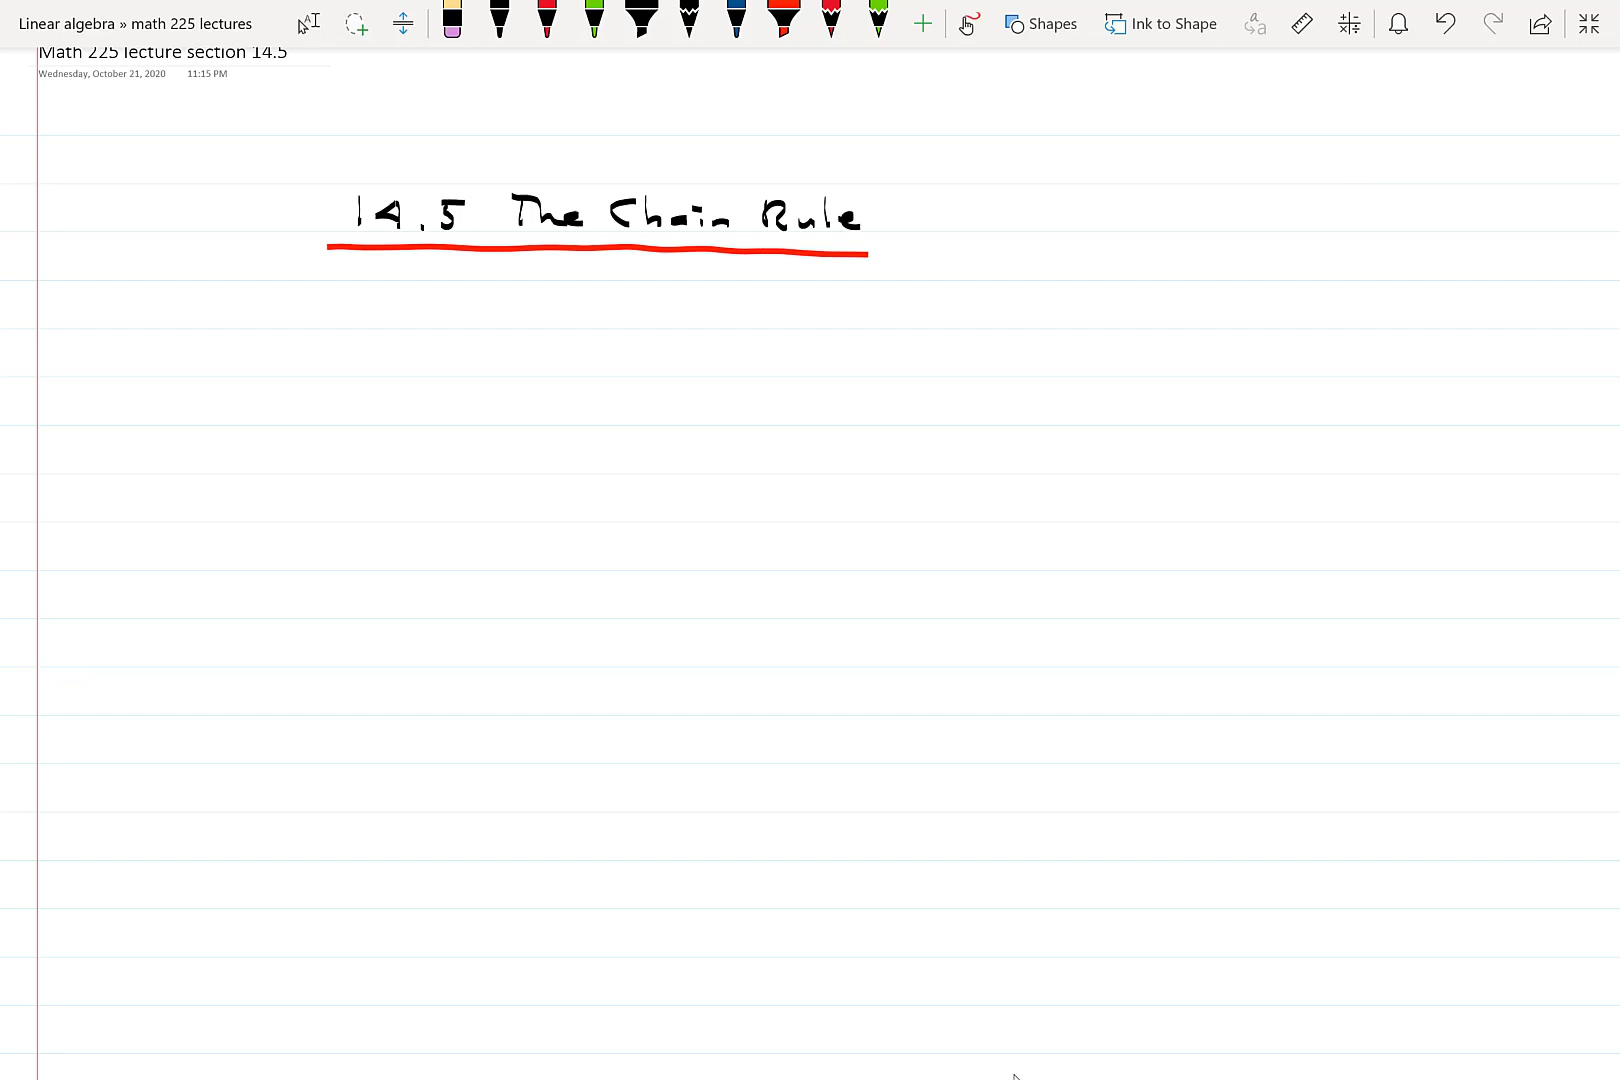 Linear algebra » math 225 lectures
Shapes
Ink to Shape
Math 225 lecture section 14.5
Wednesday, October 21, 2020 11:15 PM
14.5 The Chain Rule